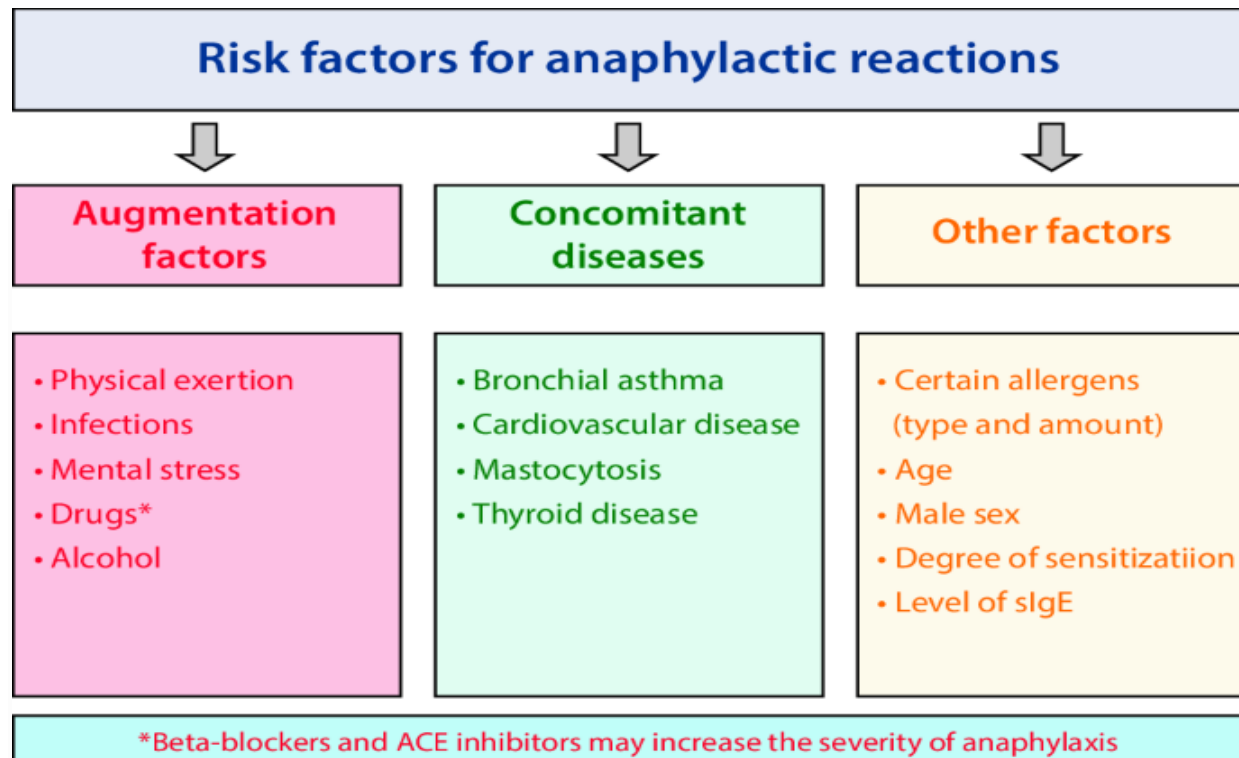 Risk factors for anaphylactic reactions
Augmentation
factors
Concomitant
diseases
Other factors
• Physical exertion
• Infections
• Mental stress
• Drugs*
• Alcohol
• Bronchial asthma
• Cardiovascular disease
• Mastocytosis
• Thyroid disease
• Certain allergens
(type and amount)
• Age
• Male sex
• Degree of sensitizatiion
• Level of sIgE
*Beta-blockers and ACE inhibitors may increase the severity of anaphylaxis